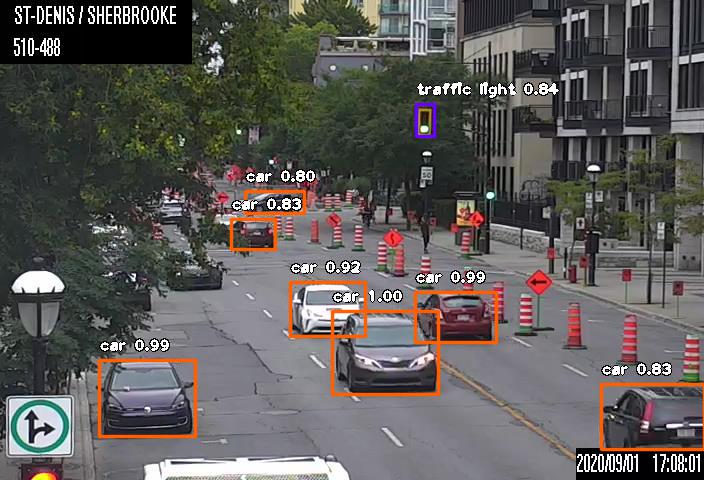 ST-DENIS / SHERBROOKE
510-488
traffic light 0.84
car 0.80
car 0.83
car 0.92
car 0.99
car 1.00
car 0.99
car 0.83
50
2020/09/01 17:08:01